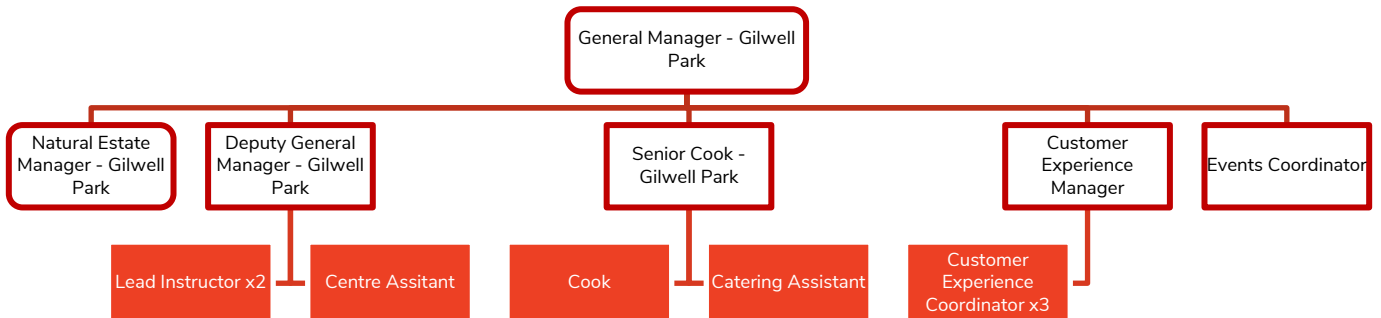 General Manager - Gilwell
Park
Natural Estate
Manager - Gilwell
Park
Deputy General
Manager - Gilwell
Park
Senior Cook -
Gilwell Park
Customer
Experience
Manager
Events Coordinator
Lead Instructor x2
Centre Assitant
Cook
Catering Assistant
Customer
Experience
Coordinator x3